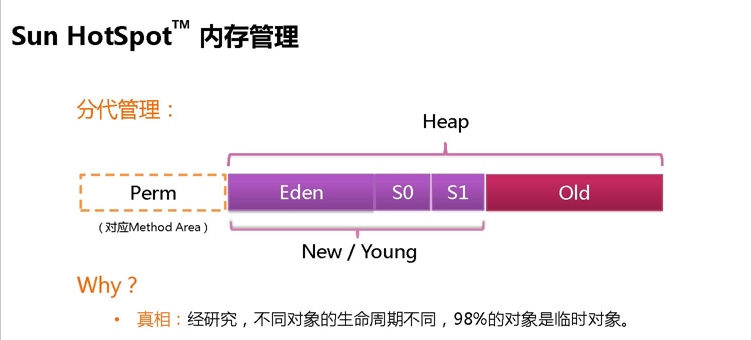 Sun HotSpot™ 内存管理
分代管理：
Heap
Perm Eden S0 S1 Old
（对应Method Area）
New / Young
Why？
• 真相：经研究，不同对象的生命周期不同，98%的对象是临时对象。